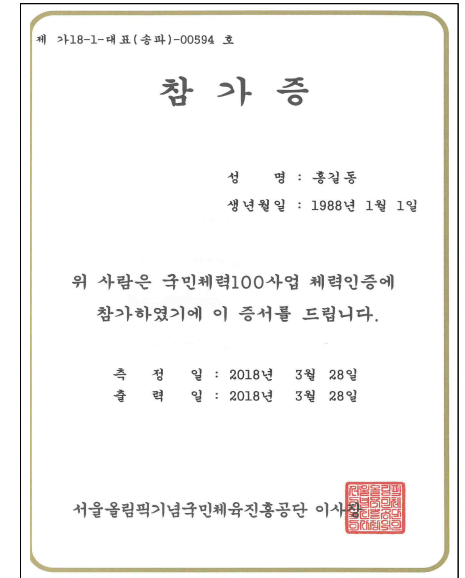 제 가18-1-대표(송파)-00594 호
참 가 증
성 명 : 홍길동
생년월일 : 1988년 1월 1일
위 사람은 국민체력100사업 체력인증에
참가하였기에 이 증서를 드립니다.
측 정 일 : 2018년 3월 28일
출 력 일 : 2018년 3월 28일
서울올림픽기념국민체육진흥공단 이사장